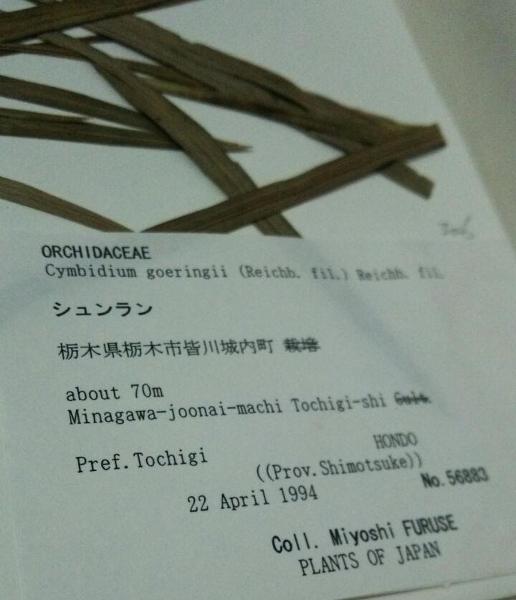 ORCHIDACEAE
Cymbidium goeringii (Reichb. fil.) Reichb. fil.
シュンラン
栃木県栃木市皆川城内町 栽培
about 70m
Minagawa-joonai-machi Tochigi-shi Cult.
Pref.Tochigi HONDO
((Prov.Shimotsuke))
22 April 1994 No.56883
Coll. Miyoshi FURUSE
PLANTS OF JAPAN